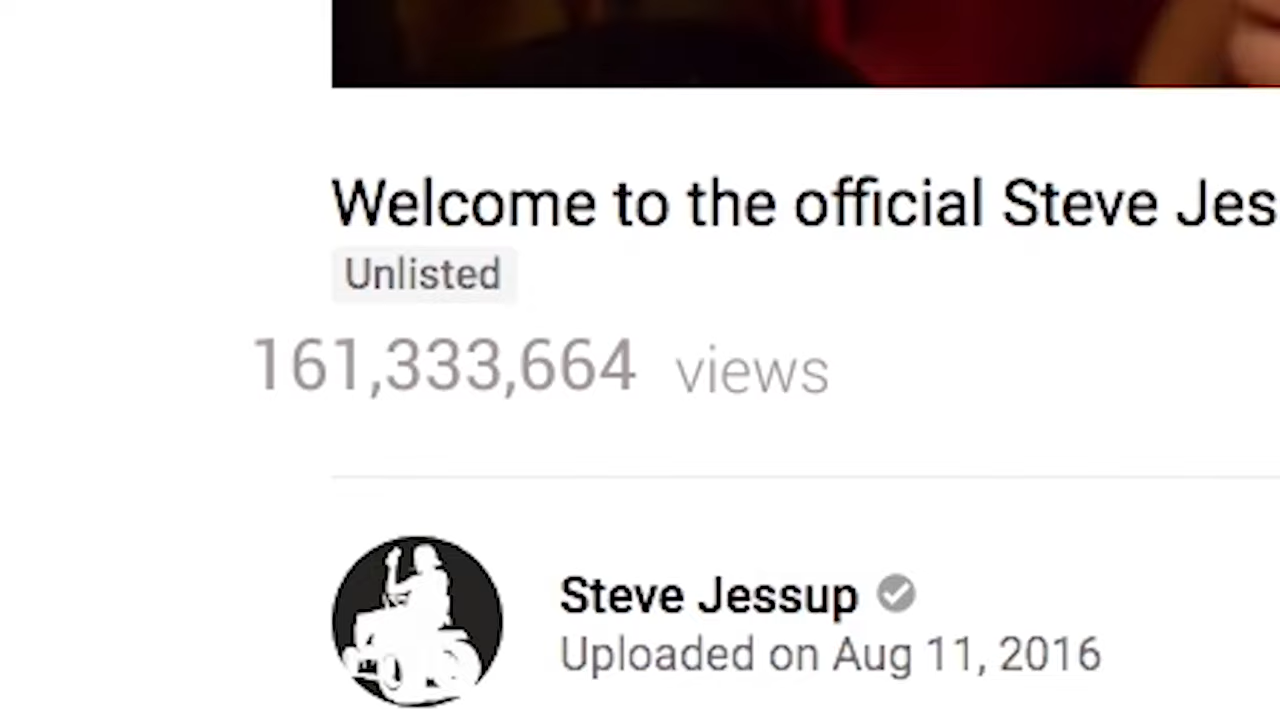 Welcome to the official Steve Jes
Unlisted
161,333,664 views
Steve Jessup
Uploaded on Aug 11, 2016